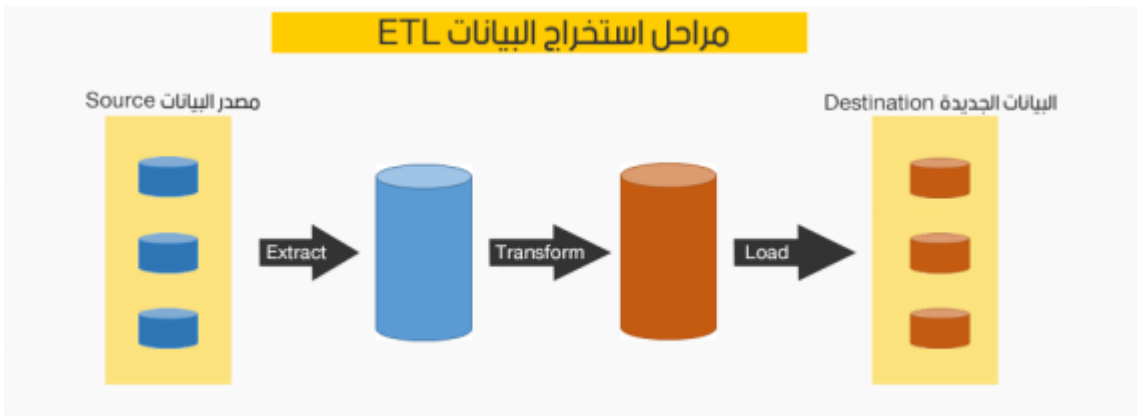 مراحل استخراج البيانات ETL
مصدر البيانات Source
البيانات الجديدة Destination
Extract
Transform
Load